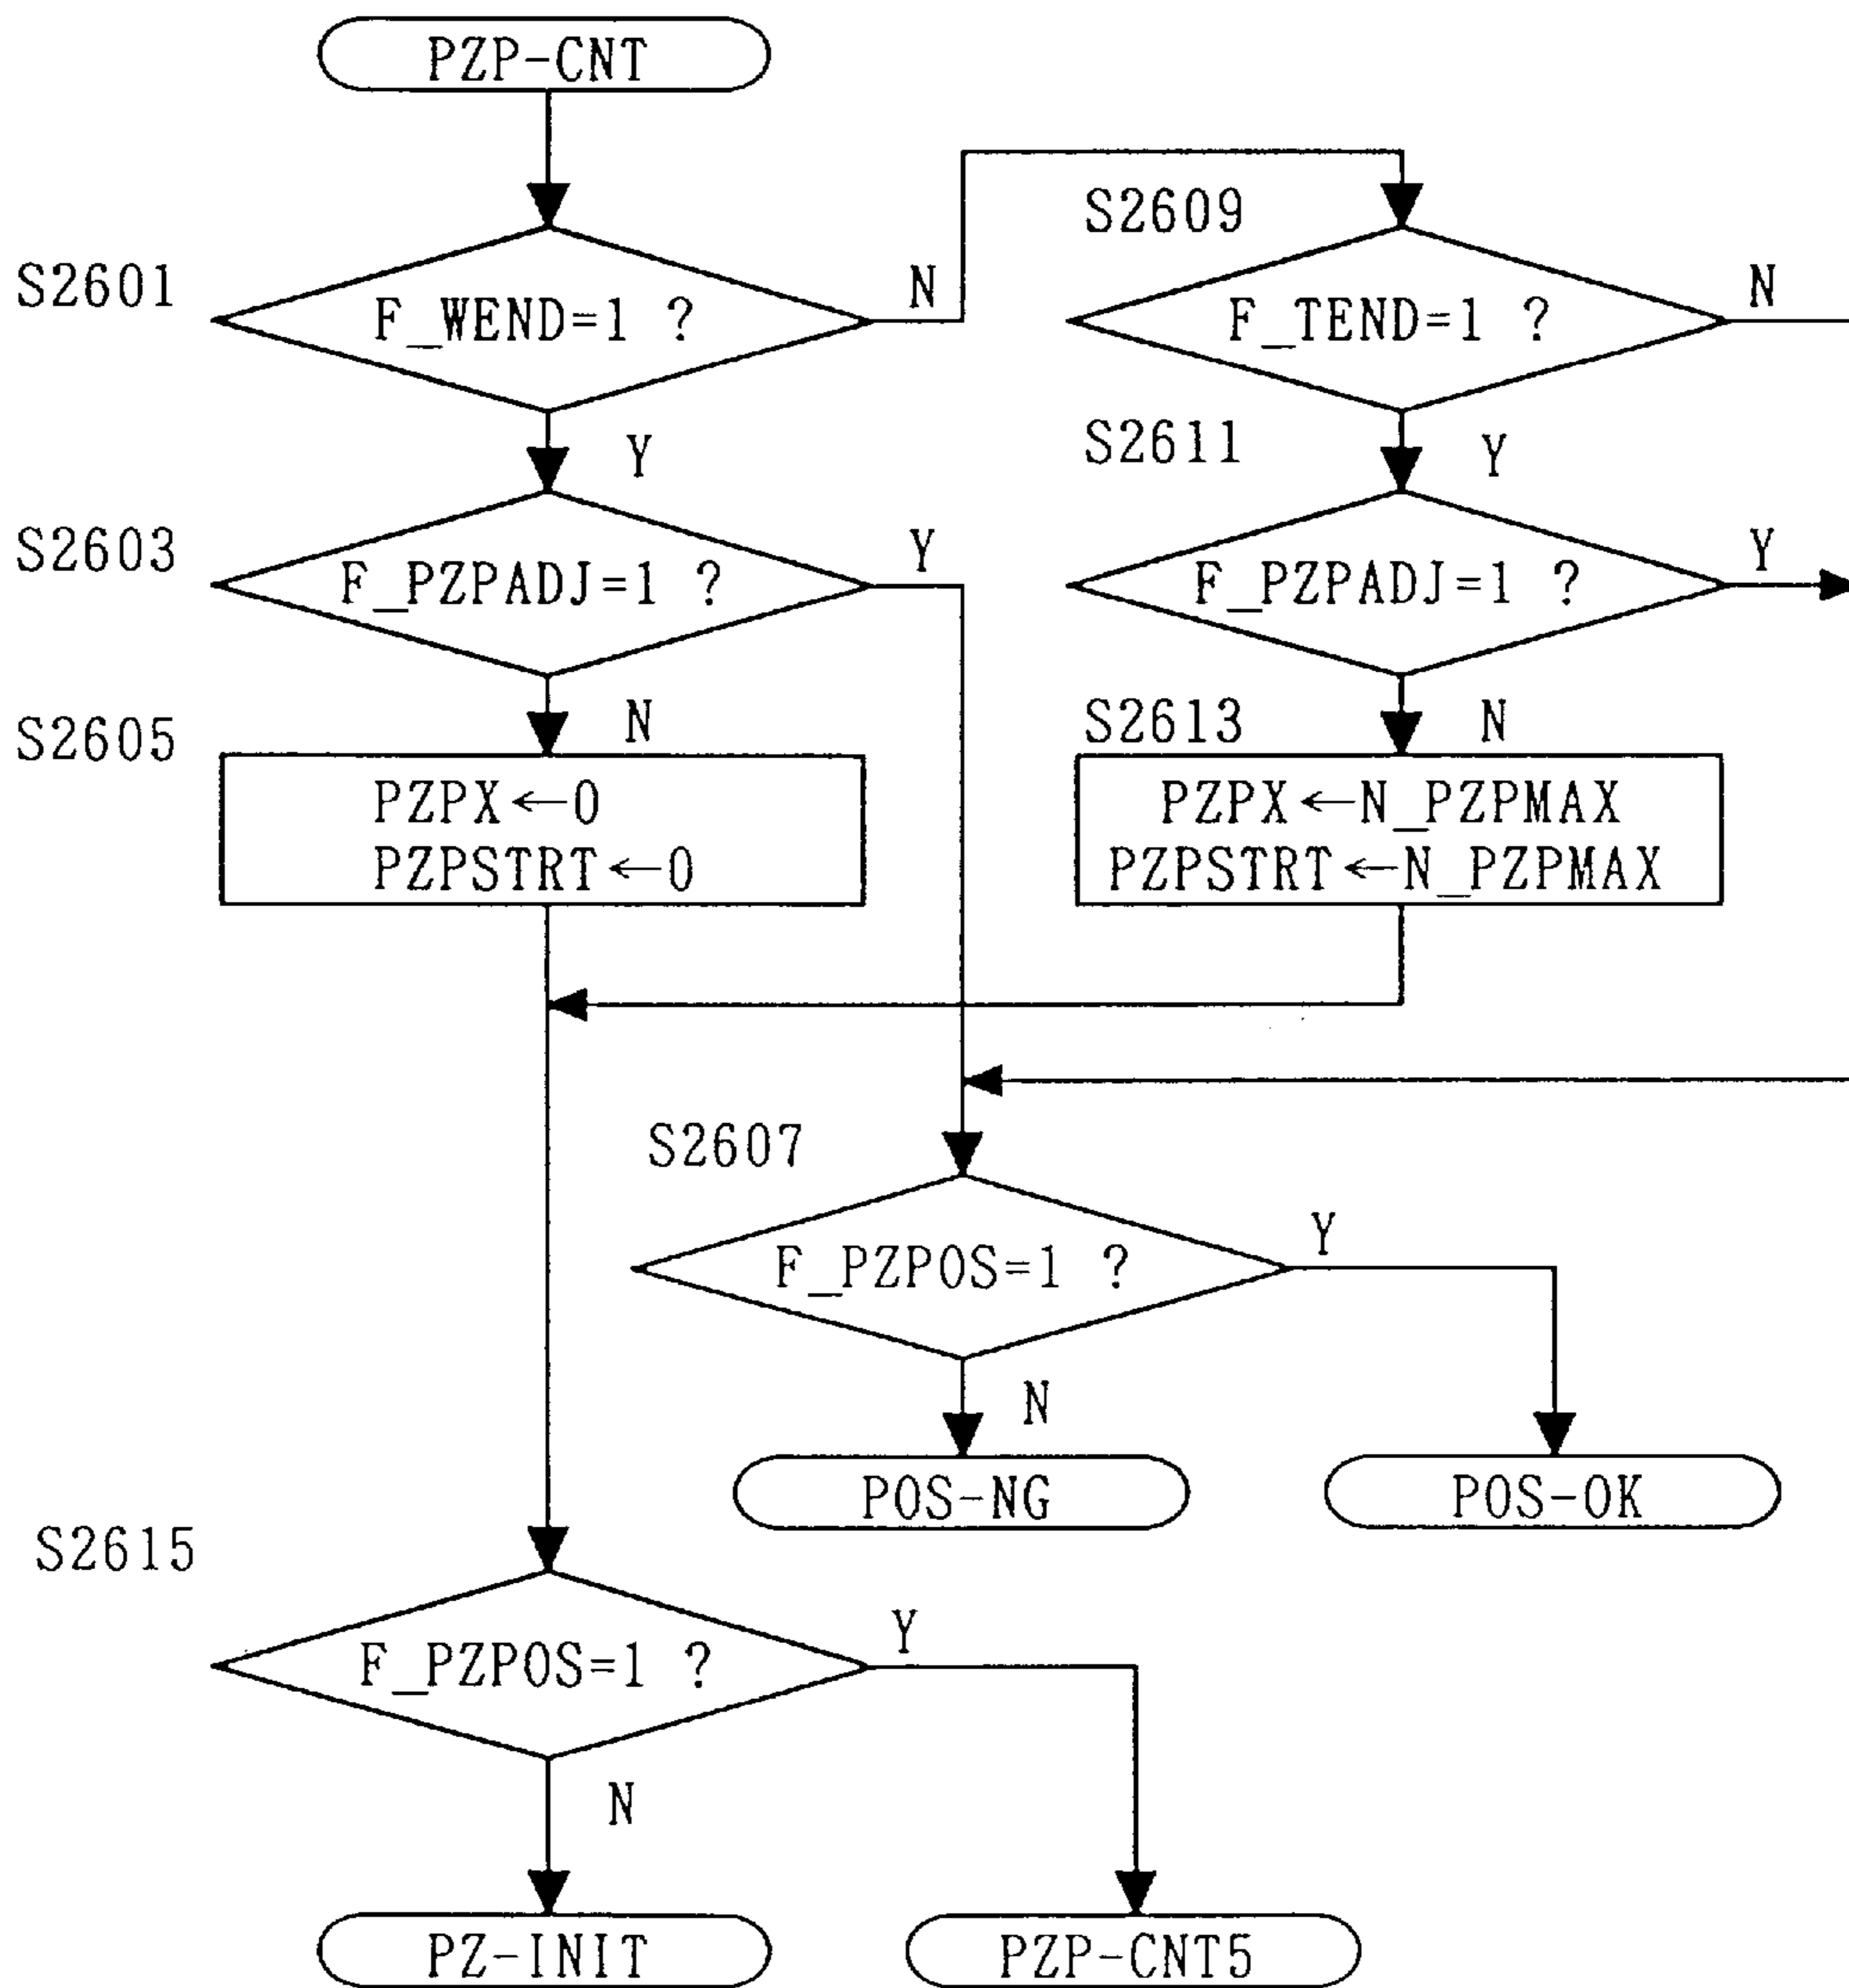 PZP-CNT
S2601
F_WEND=1 ?
N
Y
S2603
F_PZPADJ=1 ?
Y
N
S2605
PZPX←0
PZPSTRT←0
S2609
F_TEND=1 ?
N
S2611
Y
F_PZPADJ=1 ?
Y
S2613
N
PZPX←N_PZPMAX
PZPSTRT←N_PZPMAX
S2607
F_PZPOS=1 ?
Y
N
POS-NG
POS-OK
S2615
F_PZPOS=1 ?
Y
N
PZ-INIT
PZP-CNT5